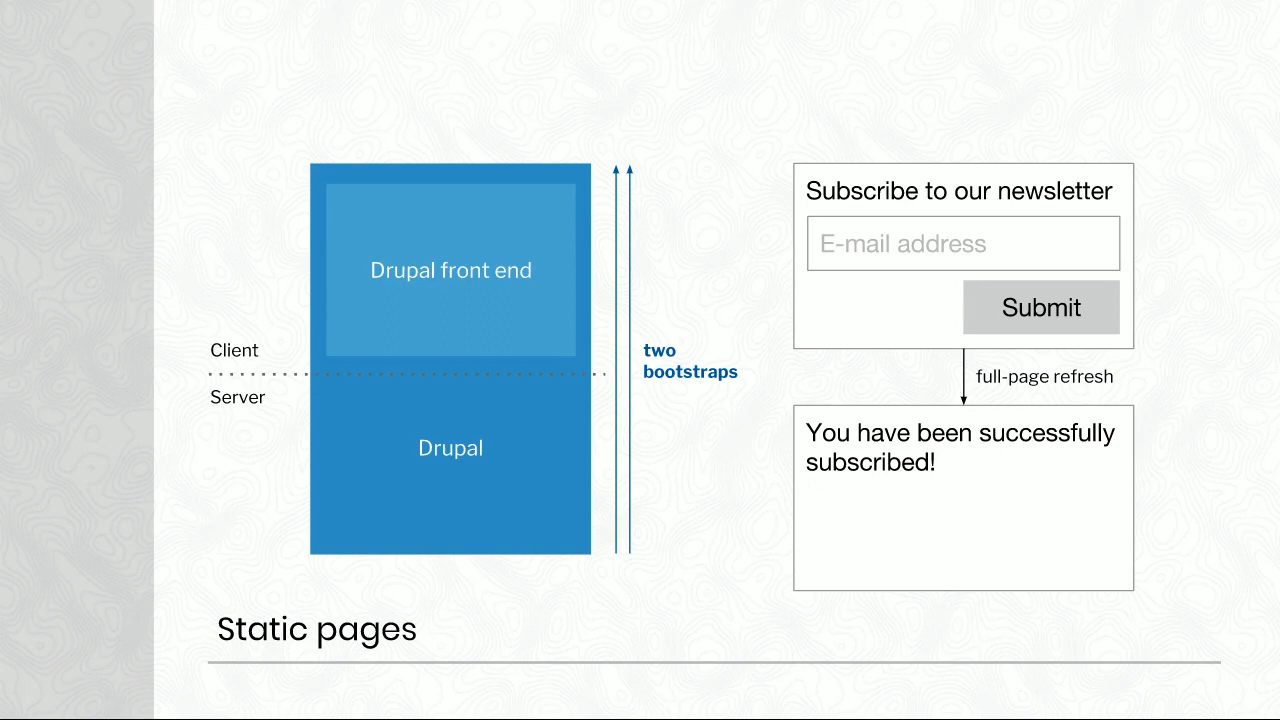 Drupal front end
Client
Server
Drupal
two
bootstraps
Subscribe to our newsletter
E-mail address
Submit
full-page refresh
You have been successfully
subscribed!
Static pages